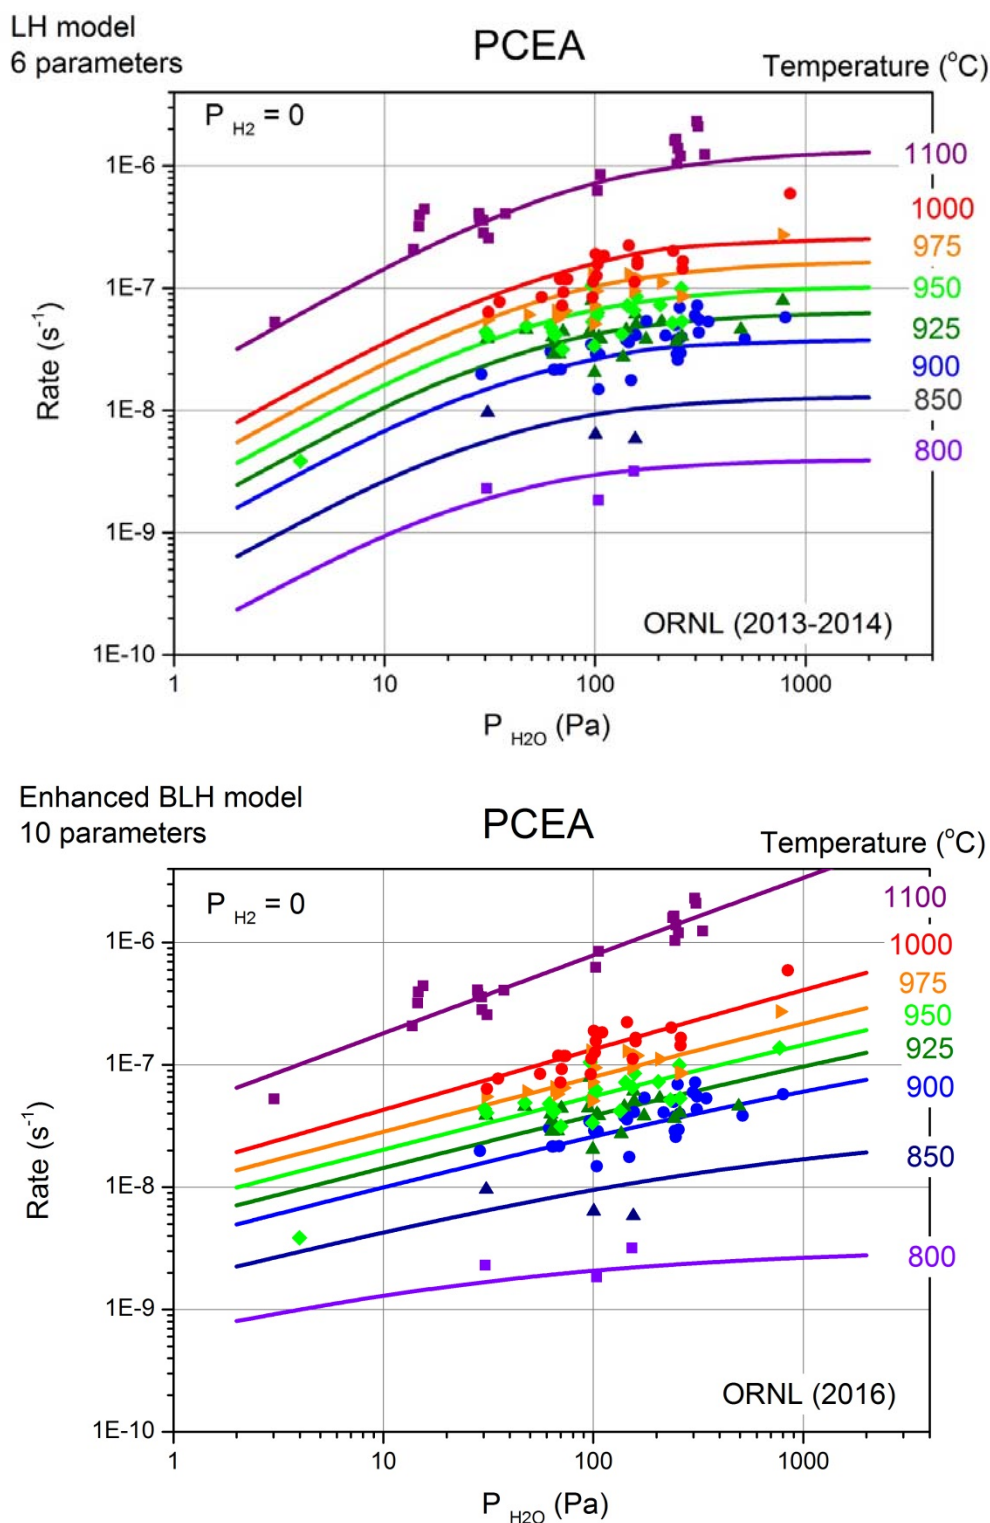 LH model
6 parameters
PCEA
Temperature (°C)
P H2 = 0
1E-6
1E-7
1E-8
1E-9
1E-10
Rate (s⁻¹)
1100
1000
975
950
925
900
850
800
ORNL (2013-2014)
1 10 100 1000
P H2O (Pa)
Enhanced BLH model
10 parameters
PCEA
Temperature (°C)
P H2 = 0
1E-6
1E-7
1E-8
1E-9
1E-10
Rate (s⁻¹)
1100
1000
975
950
925
900
850
800
ORNL (2016)
1 10 100 1000
P H2O (Pa)